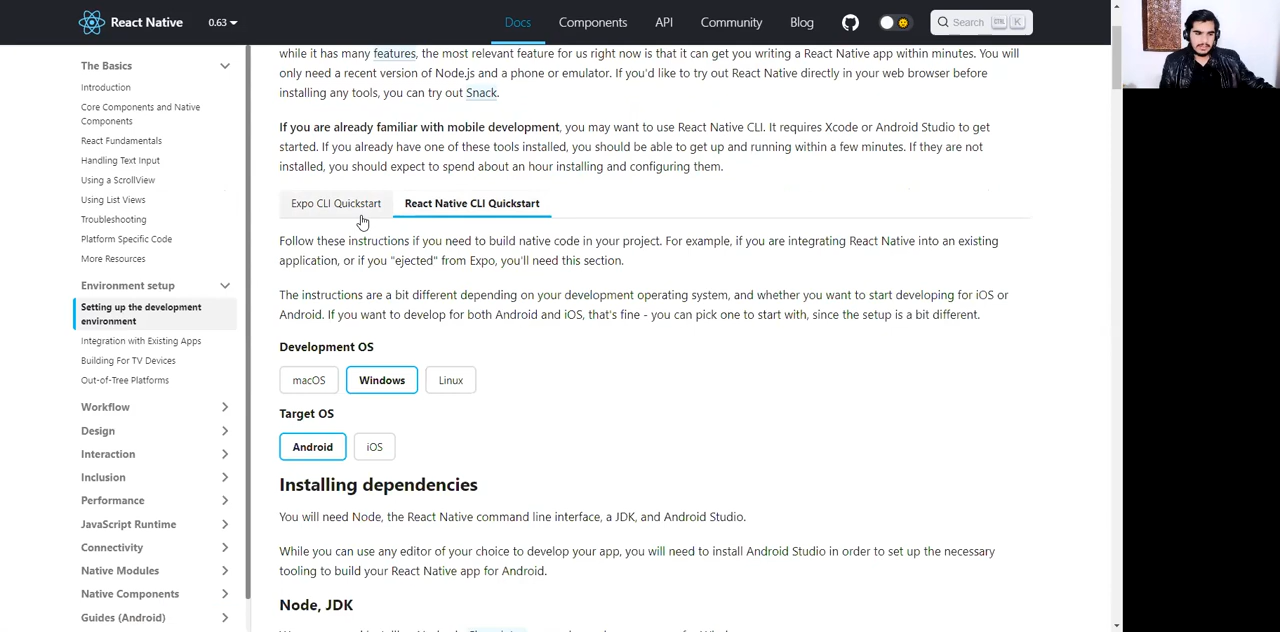 React Native
0.63
Docs
Components
API
Community
Blog
Search
CTRL
K
The Basics
Introduction
Core Components and Native
Components
React Fundamentals
Handling Text Input
Using a ScrollView
Using List Views
Troubleshooting
Platform Specific Code
More Resources
Environment setup
Setting up the development
environment
Integration with Existing Apps
Building For TV Devices
Out-of-Tree Platforms
Workflow
Design
Interaction
Inclusion
Performance
JavaScript Runtime
Connectivity
Native Modules
Native Components
Guides (Android)
while it has many features, the most relevant feature for us right now is that it can get you writing a React Native app within minutes. You will
only need a recent version of Node.js and a phone or emulator. If you'd like to try out React Native directly in your web browser before
installing any tools, you can try out Snack.
If you are already familiar with mobile development, you may want to use React Native CLI. It requires Xcode or Android Studio to get
started. If you already have one of these tools installed, you should be able to get up and running within a few minutes. If they are not
installed, you should expect to spend about an hour installing and configuring them.
Expo CLI Quickstart
React Native CLI Quickstart
Follow these instructions if you need to build native code in your project. For example, if you are integrating React Native into an existing
application, or if you "ejected" from Expo, you'll need this section.
The instructions are a bit different depending on your development operating system, and whether you want to start developing for iOS or
Android. If you want to develop for both Android and iOS, that's fine - you can pick one to start with, since the setup is a bit different.
Development OS
macOS
Windows
Linux
Target OS
Android
iOS
Installing dependencies
You will need Node, the React Native command line interface, a JDK, and Android Studio.
While you can use any editor of your choice to develop your app, you will need to install Android Studio in order to set up the necessary
tooling to build your React Native app for Android.
Node, JDK